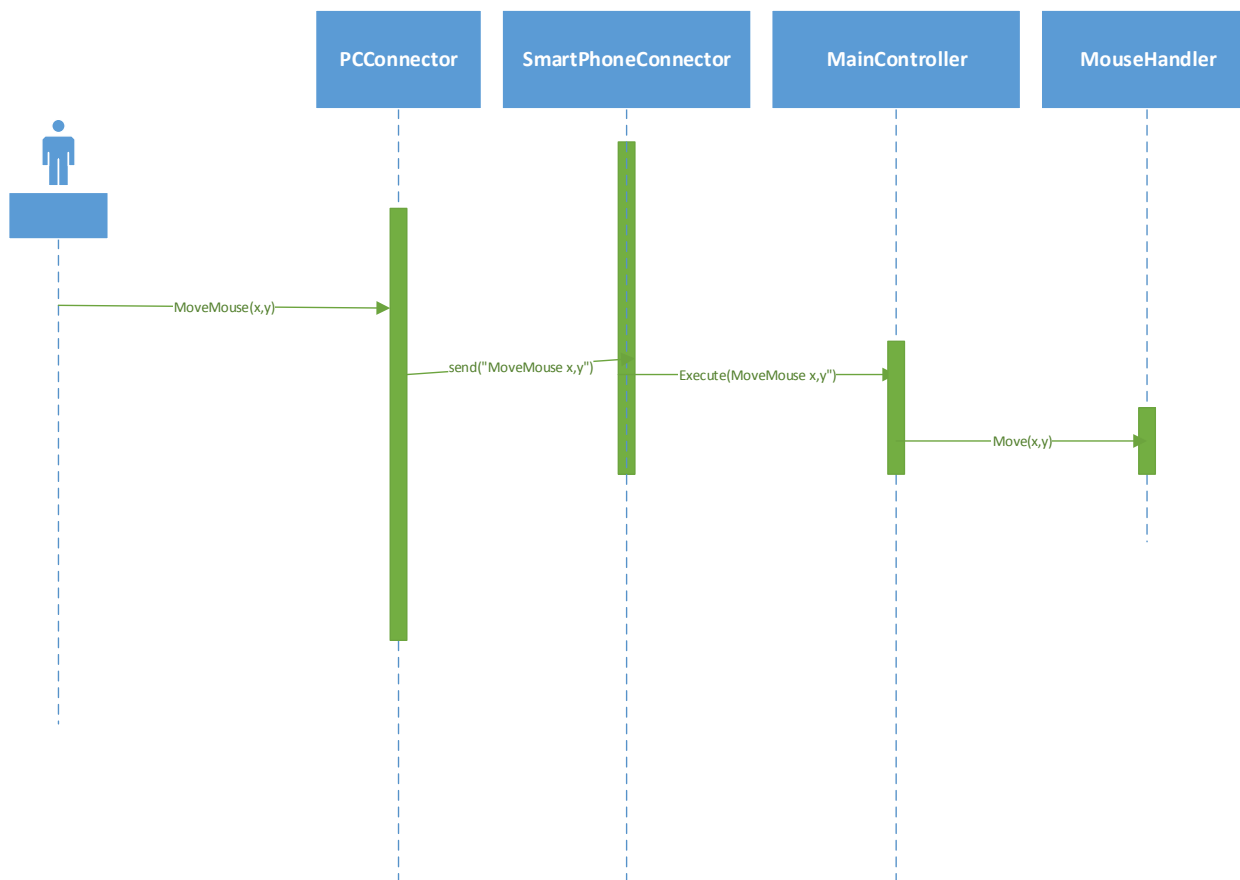 PCConnector
SmartPhoneConnector
MainController
MouseHandler
MoveMouse(x,y)
send("MoveMouse x,y")
Execute(MoveMouse x,y")
Move(x,y)